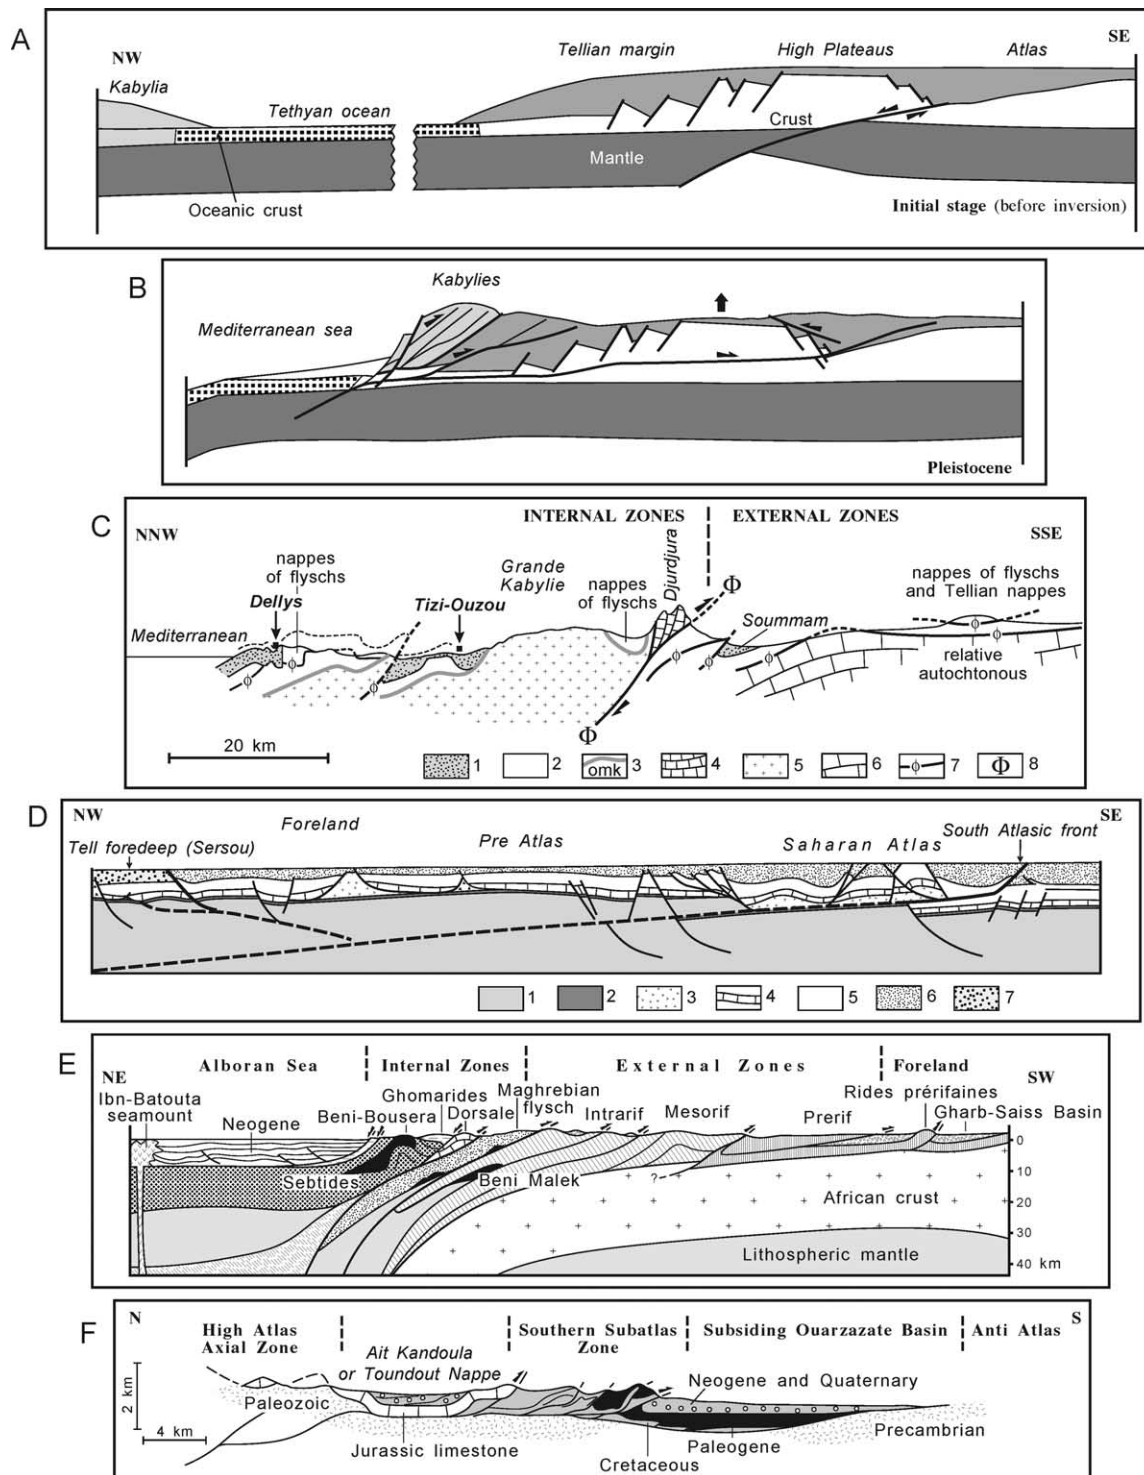 A
NW
SE
Tellian margin
High Plateaus
Atlas
Kabylia
Tethyan ocean
Crust
Mantle
Oceanic crust
Initial stage (before inversion)
B
Kabylies
Mediterranean sea
Pleistocene
C
INTERNAL ZONES
EXTERNAL ZONES
NNW
SSE
nappes
of flyschs
Dellys
Mediterranean
Tizi-Ouzou
Grande
Kabylie
nappes
of flyschs
Djurdjura
Φ
Soummam
nappes of flyschs
and Tellian nappes
relative
autochtonous
ϕ
ϕ
ϕ
ϕ
ϕ
ϕ
ϕ
Φ
20 km
1
2
omk
3
4
5
6
ϕ
7
Φ
8
D
NW
SE
Foreland
Tell foredeep (Sersou)
Pre Atlas
Saharan Atlas
South Atlasic front
1
2
3
4
5
6
7
E
Alboran Sea
Internal Zones
External Zones
Foreland
NE
SW
Ibn-Batouta
seamount
Neogene
Beni-Bousera
Ghomarides
Dorsale
Maghrebian
flysch
Intrarif
Mesorif
Prerif
Rides prérifaines
Gharb-Saiss Basin
Sebtides
Beni Malek
?
African crust
Lithospheric mantle
0
10
20
30
40 km
F
N
S
High Atlas
Axial Zone
Ait Kandoula
or Toundout Nappe
Southern Subatlas
Zone
Subsiding Ouarzazate Basin
Anti Atlas
2 km
4 km
Paleozoic
Jurassic limestone
Neogene and Quaternary
Paleogene
Cretaceous
Precambrian